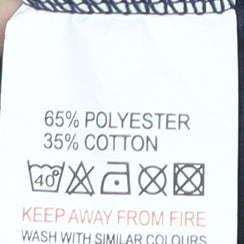 65% POLYESTER
35% COTTON
40°
KEEP AWAY FROM FIRE
WASH WITH SIMILAR COLOURS